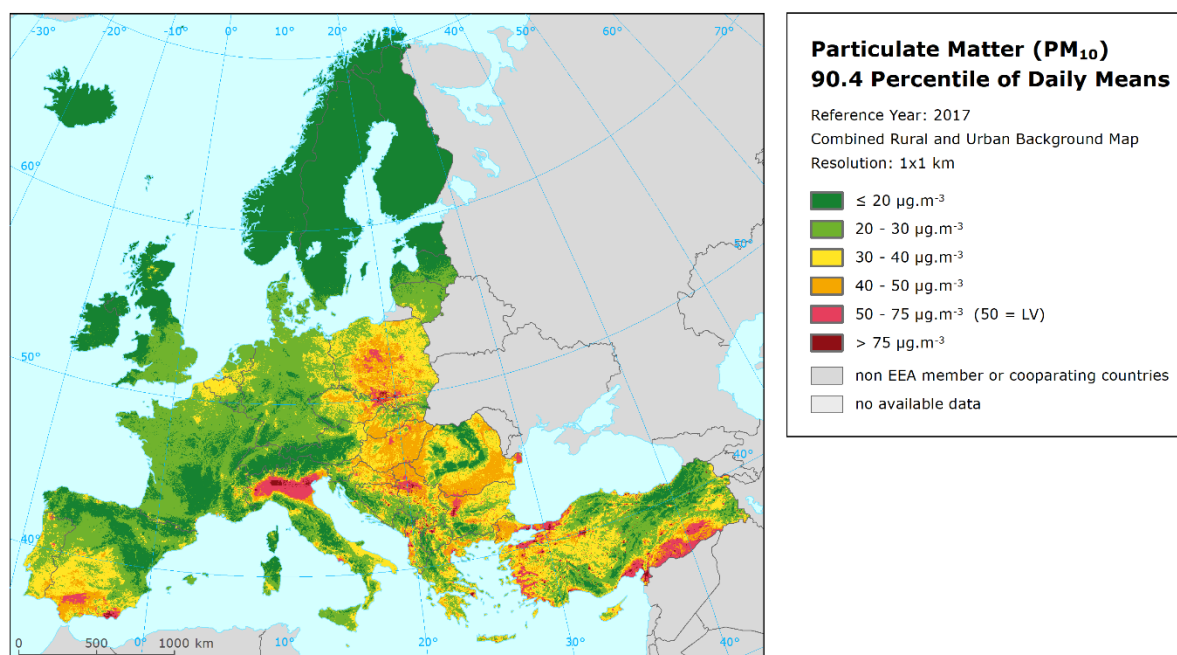 -30° -20° -10° 0° 10° 20° 30° 40° 50° 60° 70°
60°
50°
50°
40°
40°
0 500 0° 1000 km 10° 20° 30° 40°
Particulate Matter (PM₁₀)
90.4 Percentile of Daily Means
Reference Year: 2017
Combined Rural and Urban Background Map
Resolution: 1x1 km
≤ 20 µg.m⁻³
20 - 30 µg.m⁻³
30 - 40 µg.m⁻³
40 - 50 µg.m⁻³
50 - 75 µg.m⁻³ (50 = LV)
> 75 µg.m⁻³
non EEA member or cooparating countries
no available data